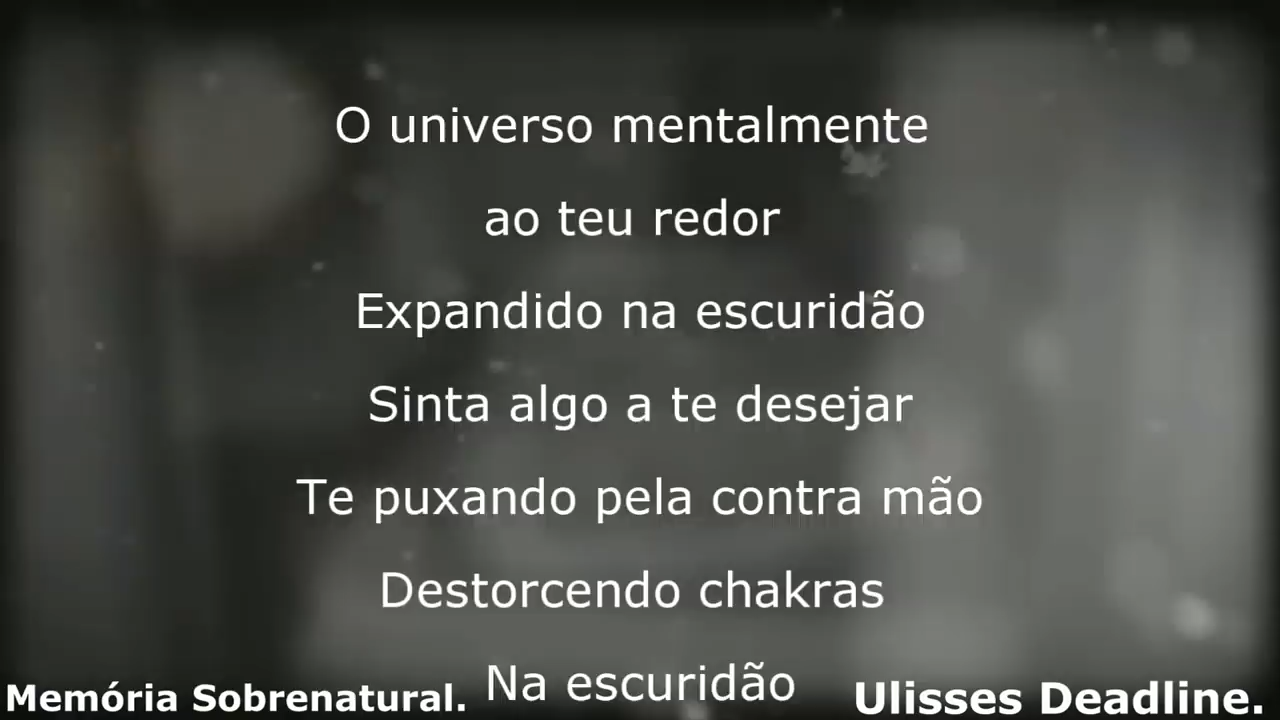 O universo mentalmente
ao teu redor
Expandido na escuridão
Sinta algo a te desejar
Te puxando pela contra mão
Destorcendo chakras
Na escuridão
Memória Sobrenatural.
Ulisses Deadline.